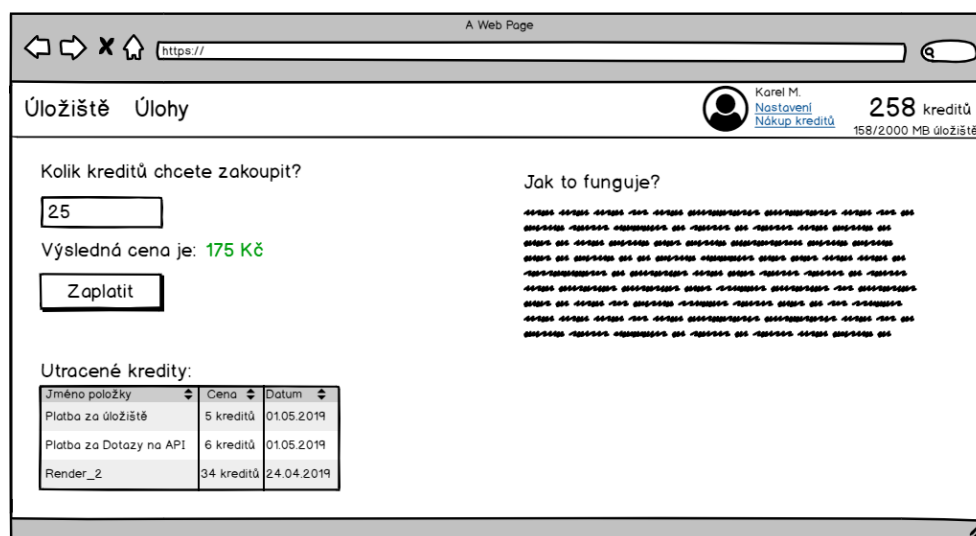 A Web Page
https://
Úložiště Úlohy
Karel M.
Nastavení
Nákup kreditů
258 kreditů
158/2000 MB úložiště
Kolik kreditů chcete zakoupit?
25
Výsledná cena je: 175 Kč
Zaplatit
Jak to funguje?
Utracené kredity:
Jméno položky Cena Datum
Platba za úložiště 5 kreditů 01.05.2019
Platba za Dotazy na API 6 kreditů 01.05.2019
Render_2 34 kreditů 24.04.2019